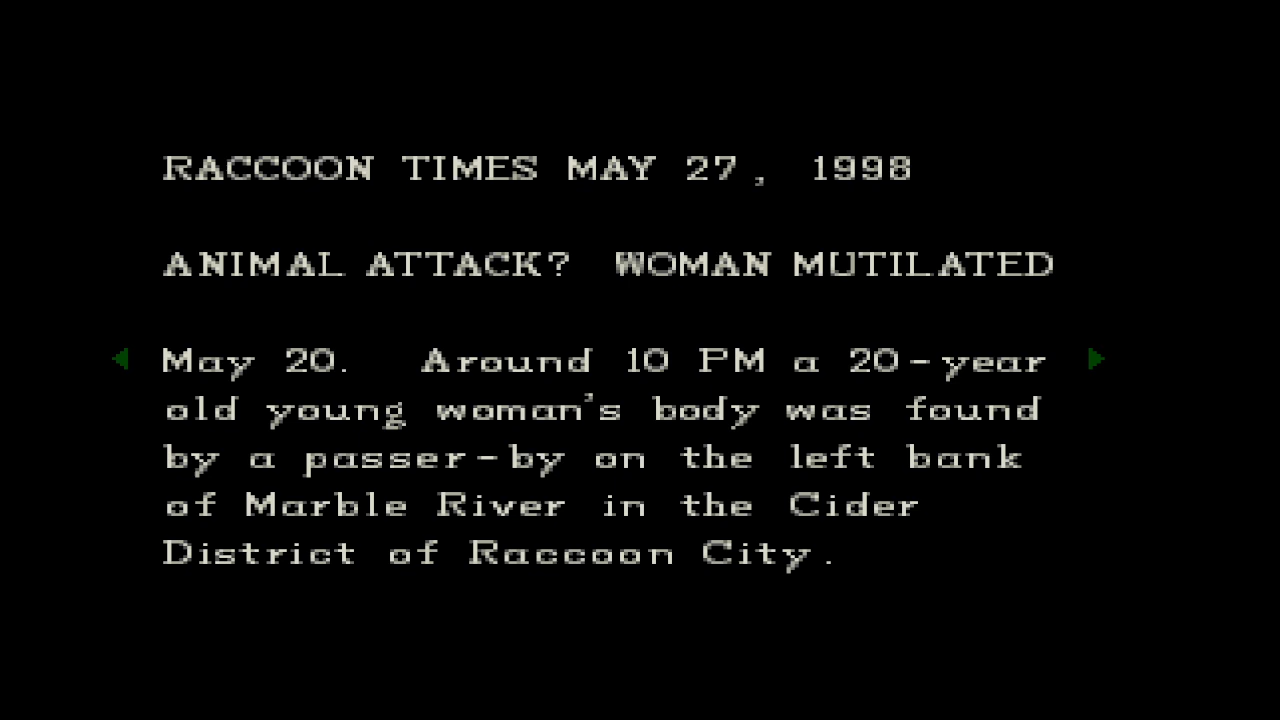 RACCOON TIMES MAY 27, 1998
ANIMAL ATTACK? WOMAN MUTILATED
May 20. Around 10 PM a 20-year
old young woman's body was found
by a passer-by on the left bank
of Marble River in the Cider
District of Raccoon City.